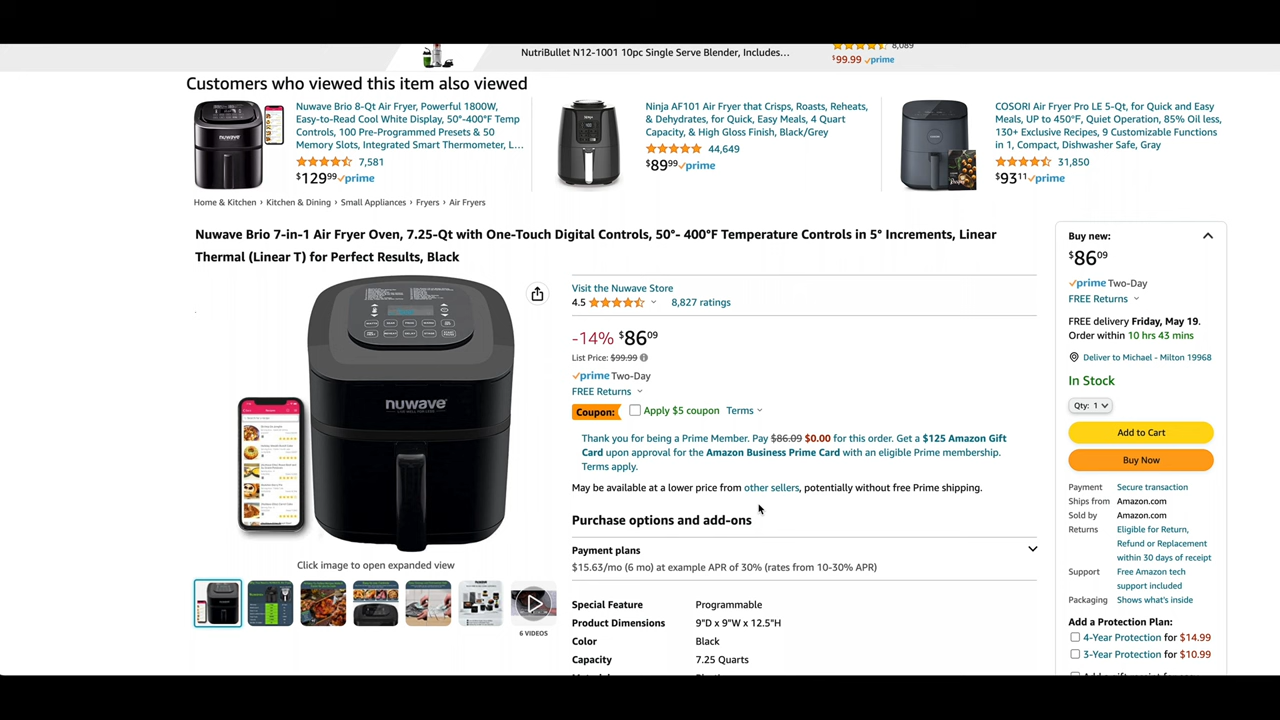 NutriBullet N12-1001 10pc Single Serve Blender, Includes...
8,089
$99.99 prime
Customers who viewed this item also viewed
Nuwave Brio 8-Qt Air Fryer, Powerful 1800W,
Easy-to-Read Cool White Display, 50°-400°F Temp
Controls, 100 Pre-Programmed Presets & 50
Memory Slots, Integrated Smart Thermometer, L...
7,581
$129⁹⁹ prime
Ninja AF101 Air Fryer that Crisps, Roasts, Reheats,
& Dehydrates, for Quick, Easy Meals, 4 Quart
Capacity, & High Gloss Finish, Black/Grey
44,649
$89⁹⁹ prime
COSORI Air Fryer Pro LE 5-Qt, for Quick and Easy
Meals, UP to 450°F, Quiet Operation, 85% Oil less,
130+ Exclusive Recipes, 9 Customizable Functions
in 1, Compact, Dishwasher Safe, Gray
31,850
$93¹¹ prime
Home & Kitchen › Kitchen & Dining › Small Appliances › Fryers › Air Fryers
Nuwave Brio 7-in-1 Air Fryer Oven, 7.25-Qt with One-Touch Digital Controls, 50°- 400°F Temperature Controls in 5° Increments, Linear
Thermal (Linear T) for Perfect Results, Black
nuwave
Click image to open expanded view
6 VIDEOS
Visit the Nuwave Store
4.5 8,827 ratings
-14% $86⁰⁹
List Price: $99.99
prime Two-Day
FREE Returns
Coupon: Apply $5 coupon Terms
Thank you for being a Prime Member. Pay $86.09 $0.00 for this order. Get a $125 Amazon Gift
Card upon approval for the Amazon Business Prime Card with an eligible Prime membership.
Terms apply.
May be available at a lower price from other sellers, potentially without free Prime shipping.
Purchase options and add-ons
Payment plans
$15.63/mo (6 mo) at example APR of 30% (rates from 10-30% APR)
Special Feature Programmable
Product Dimensions 9"D x 9"W x 12.5"H
Color Black
Capacity 7.25 Quarts
Buy new:
$86⁰⁹
prime Two-Day
FREE Returns
FREE delivery Friday, May 19.
Order within 10 hrs 43 mins
Deliver to Michael - Milton 19968
In Stock
Qty: 1
Add to Cart
Buy Now
Payment Secure transaction
Ships from Amazon.com
Sold by Amazon.com
Returns Eligible for Return,
Refund or Replacement
within 30 days of receipt
Support Free Amazon tech
support included
Packaging Shows what's inside
Add a Protection Plan:
4-Year Protection for $14.99
3-Year Protection for $10.99